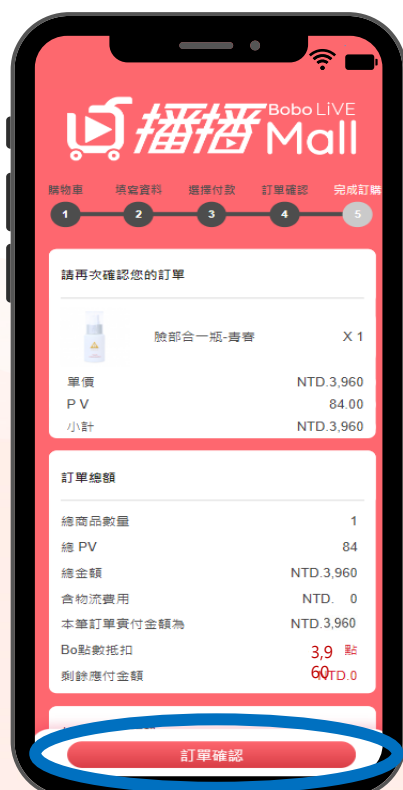 播播 Bobo LiVE Mall
購物車 填寫資料 選擇付款 訂單確認 完成訂購
1 2 3 4 5
請再次確認您的訂單
臉部合一瓶-青春 X 1
單價 NTD.3,960
P V 84.00
小計 NTD.3,960
訂單總額
總商品數量 1
總 PV 84
總金額 NTD.3,960
含物流費用 NTD. 0
本筆訂單實付金額為 NTD.3,960
Bo點數抵扣 3,960 點
剩餘應付金額 NTD.0
訂單確認